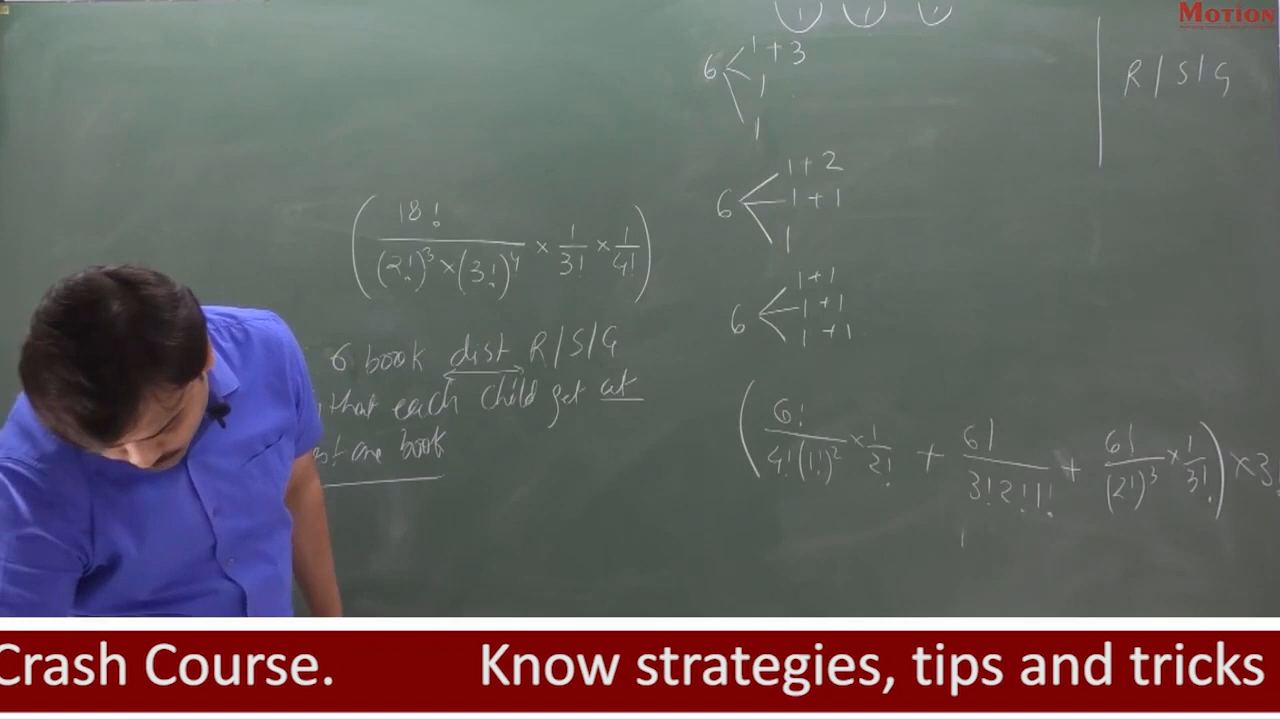 MOTION
R / S / G
6 < 1 + 3
1
1
6 < 1 + 2
1 + 1
1
6 < 1 + 1
1 + 1
1 + 1
( 18! / (2!)^3 × (3!)^4 × 1/3! × 1/4! )
6 book dist R/S/G
that each child get at
one book
( 6! / 4!(1!)^2 × 1/2! + 6! / 3!2!1! + 6! / (2!)^3 × 1/3! ) × 3
Crash Course. Know strategies, tips and tricks